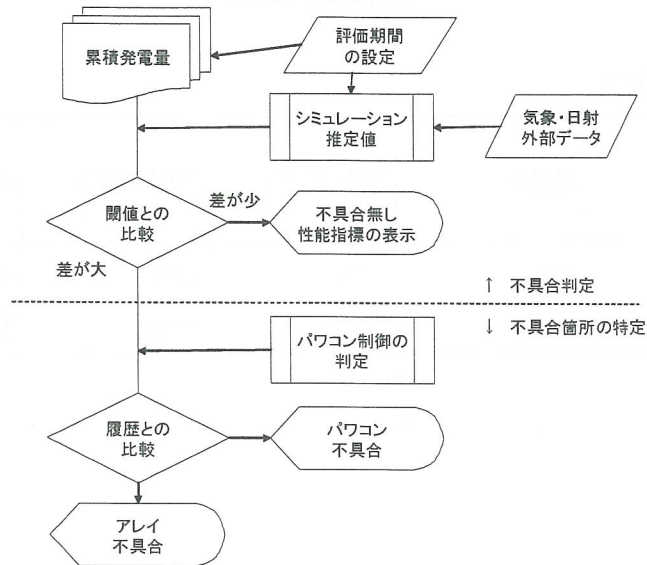 累積発電量
評価期間
の設定
シミュレーション
推定値
気象・日射
外部データ
閾値との
比較
差が少
不具合無し
性能指標の表示
差が大
↑ 不具合判定
↓ 不具合箇所の特定
パワコン制御の
判定
履歴との
比較
パワコン
不具合
アレイ
不具合